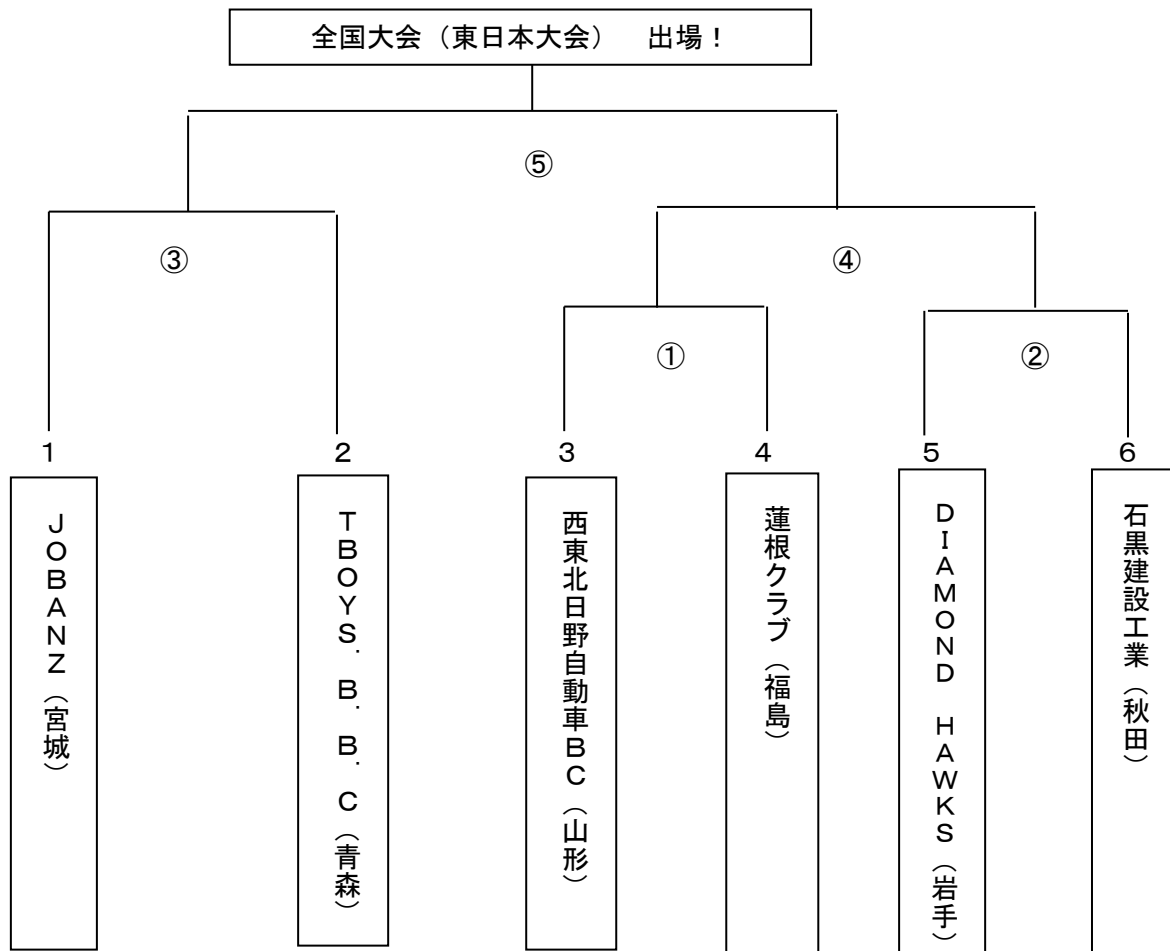 全国大会（東日本大会）　出場！
⑤
③
④
①
②
１
２
３
４
５
６
ＪＯＢＡＮＺ（宮城）
ＴＢＯＹＳ．Ｂ．Ｂ．Ｃ（青森）
西東北日野自動車ＢＣ（山形）
蓮根クラブ（福島）
ＤＩＡＭＯＮＤ　ＨＡＷＫＳ（岩手）
石黒建設工業（秋田）